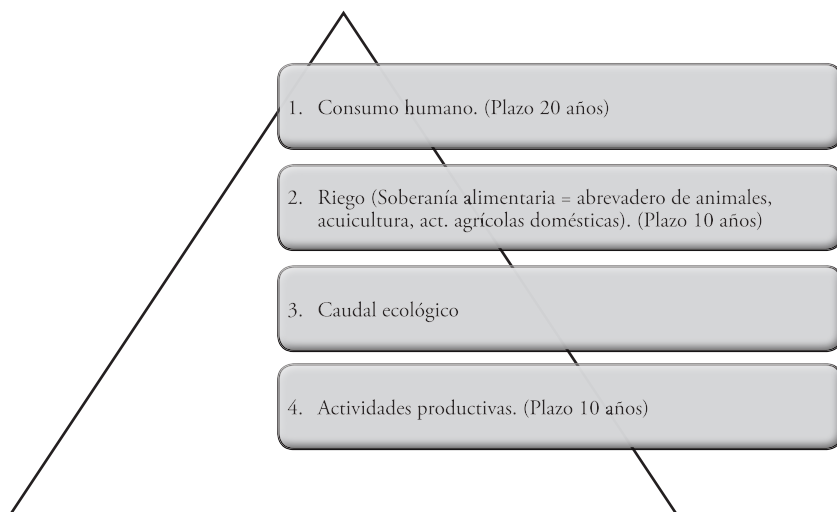 1. Consumo humano. (Plazo 20 años)
2. Riego (Soberanía alimentaria = abrevadero de animales,
acuicultura, act. agrícolas domésticas). (Plazo 10 años)
3. Caudal ecológico
4. Actividades productivas. (Plazo 10 años)